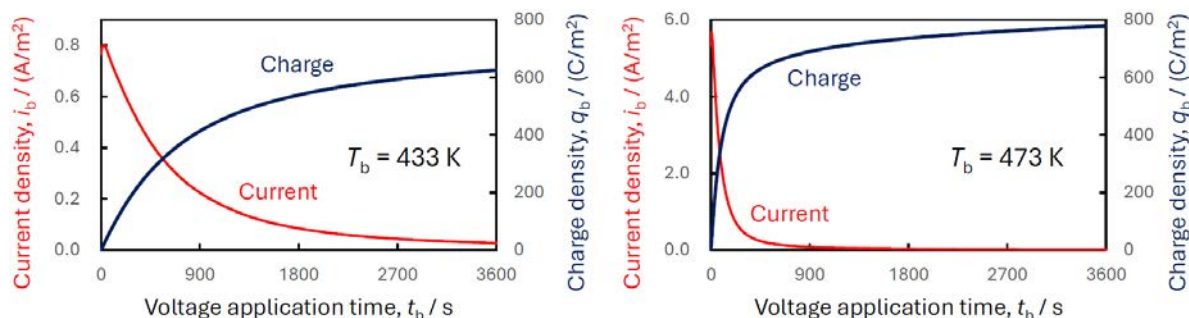 Current density, i_b / (A/m²)
0.8
0.6
0.4
0.2
0.0
Charge
T_b = 433 K
Current
800
600
400
200
0
Charge density, q_b / (C/m²)
0 900 1800 2700 3600
Voltage application time, t_b / s
Current density, i_b / (A/m²)
6.0
4.0
2.0
0.0
Charge
T_b = 473 K
Current
800
600
400
200
0
Charge density, q_b / (C/m²)
0 900 1800 2700 3600
Voltage application time, t_b / s